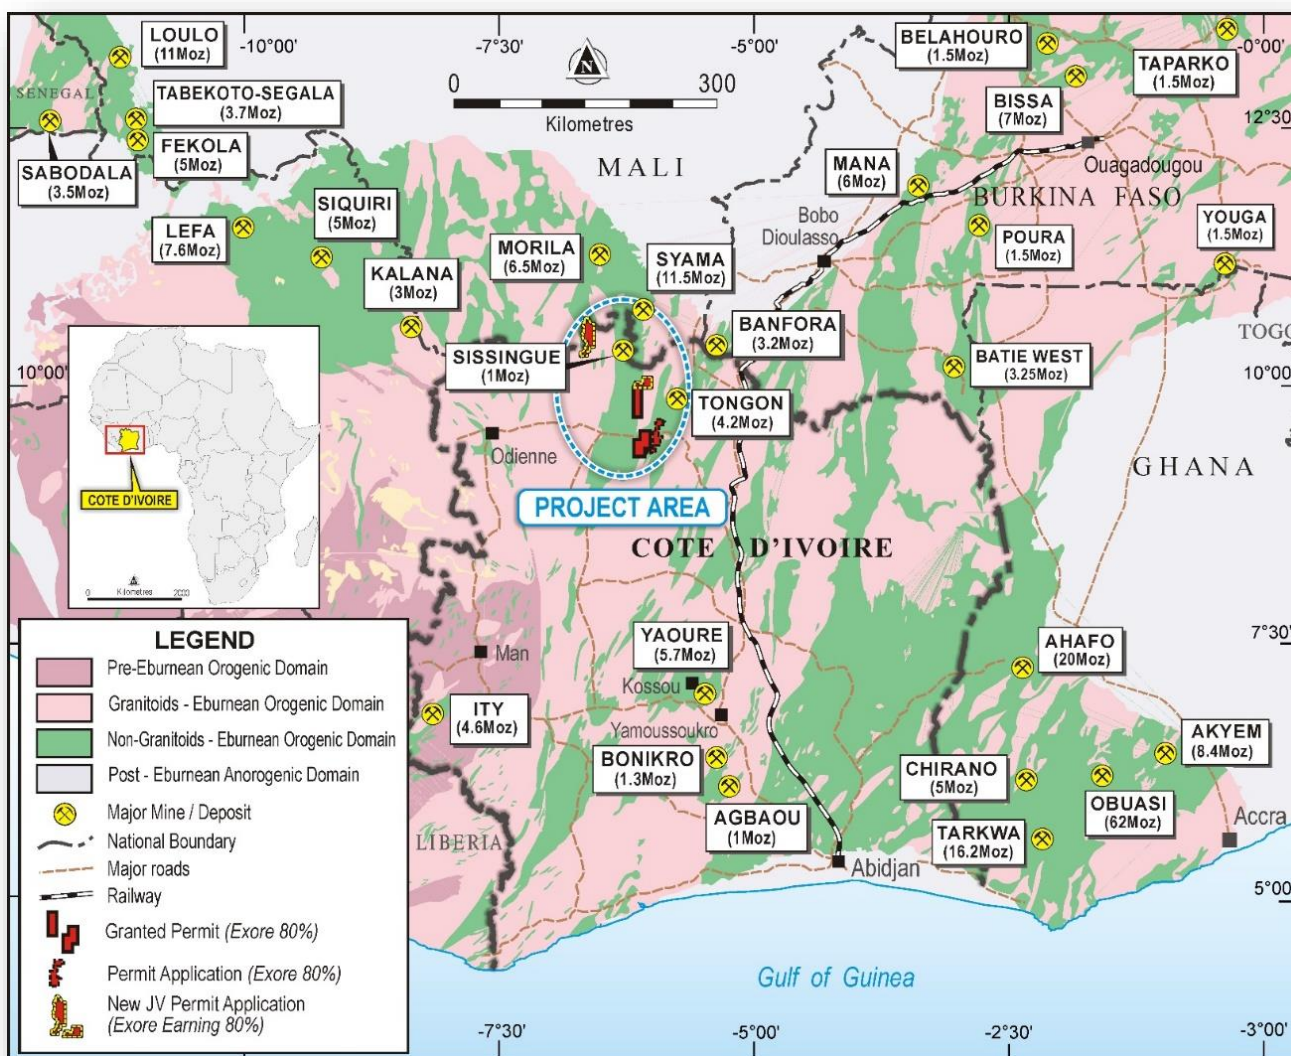 -10°00'
-7°30'
-5°00'
-0°00'
LOULO
(11Moz)
SENEGAL
TABEKOTO-SEGALA
(3.7Moz)
FEKOLA
(5Moz)
SABODALA
(3.5Moz)
N
0
300
Kilometres
MALI
BELAHOURO
(1.5Moz)
TAPARKO
(1.5Moz)
BISSA
(7Moz)
12°30'
Ouagadougou
MANA
(6Moz)
BURKINA FASO
Bobo
Dioulasso
POURA
(1.5Moz)
YOUGA
(1.5Moz)
LEFA
(7.6Moz)
SIQUIRI
(5Moz)
KALANA
(3Moz)
MORILA
(6.5Moz)
SYAMA
(11.5Moz)
SISSINGUE
(1Moz)
BANFORA
(3.2Moz)
BATIE WEST
(3.25Moz)
TOGO
10°00'
10°00'
TONGON
(4.2Moz)
Odienne
PROJECT AREA
GHANA
COTE D'IVOIRE
COTE D'IVOIRE
0
Kilometres
2000
7°30'
Man
YAOURE
(5.7Moz)
Kossou
Yamoussoukro
ITY
(4.6Moz)
BONIKRO
(1.3Moz)
AGBAOU
(1Moz)
AHAFO
(20Moz)
AKYEM
(8.4Moz)
CHIRANO
(5Moz)
OBUASI
(62Moz)
TARKWA
(16.2Moz)
Accra
LIBERIA
Abidjan
5°00'
Gulf of Guinea
LEGEND
Pre-Eburnean Orogenic Domain
Granitoids - Eburnean Orogenic Domain
Non-Granitoids - Eburnean Orogenic Domain
Post - Eburnean Anorogenic Domain
Major Mine / Deposit
National Boundary
Major roads
Railway
Granted Permit (Exore 80%)
Permit Application (Exore 80%)
New JV Permit Application
(Exore Earning 80%)
-7°30'
-5°00'
-2°30'
-3°00'